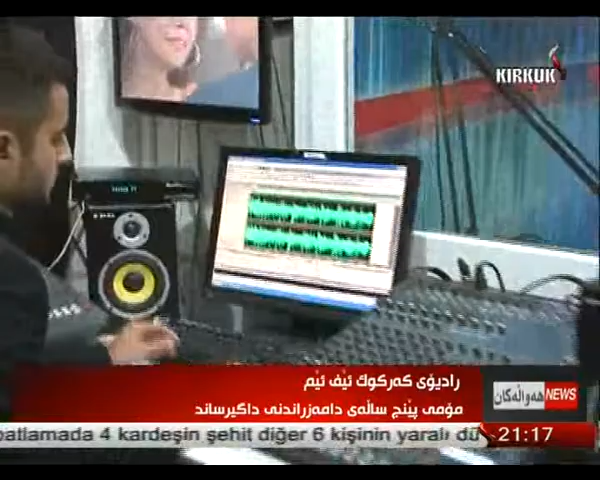 KIRKUK
رادیۆی کەرکوک ئێف ئێم
مۆمی پێنج ساڵەی دامەزراندنی داگیرساند
هەواڵەکان NEWS
patlamada 4 kardeşin şehit diğer 6 kişinin yaralı
21:17